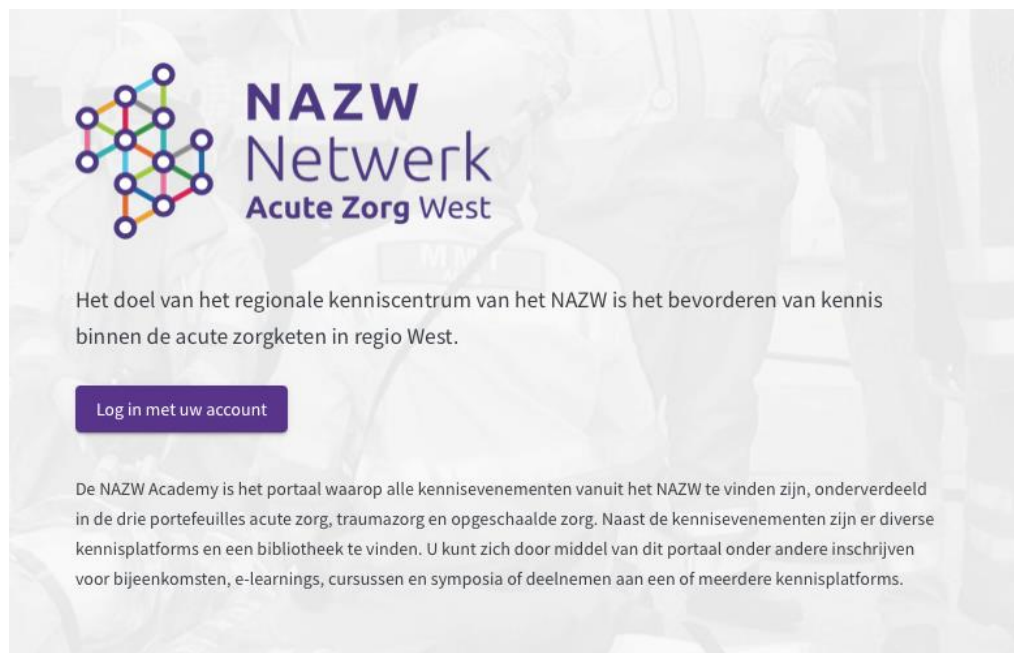 NAZW
Netwerk
Acute Zorg West
MMT
Het doel van het regionale kenniscentrum van het NAZW is het bevorderen van kennis
binnen de acute zorgketen in regio West.
Log in met uw account
De NAZW Academy is het portaal waarop alle kennisevenementen vanuit het NAZW te vinden zijn, onderverdeeld
in de drie portefeuilles acute zorg, traumazorg en opgeschaalde zorg. Naast de kennisevenementen zijn er diverse
kennisplatforms en een bibliotheek te vinden. U kunt zich door middel van dit portaal onder andere inschrijven
voor bijeenkomsten, e-learnings, cursussen en symposia of deelnemen aan een of meerdere kennisplatforms.